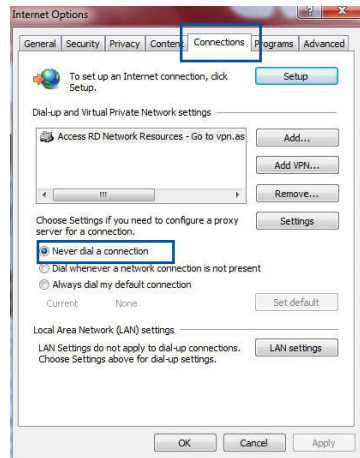 Internet Options
General Security Privacy Content Connections Programs Advanced
To set up an Internet connection, click
Setup.
Setup
Dial-up and Virtual Private Network settings
Access RD Network Resources - Go to vpn.as
Add...
Add VPN...
Remove...
Choose Settings if you need to configure a proxy
server for a connection.
Settings
Never dial a connection
Dial whenever a network connection is not present
Always dial my default connection
Current None
Set default
Local Area Network (LAN) settings
LAN Settings do not apply to dial-up connections.
Choose Settings above for dial-up settings.
LAN settings
OK Cancel Apply